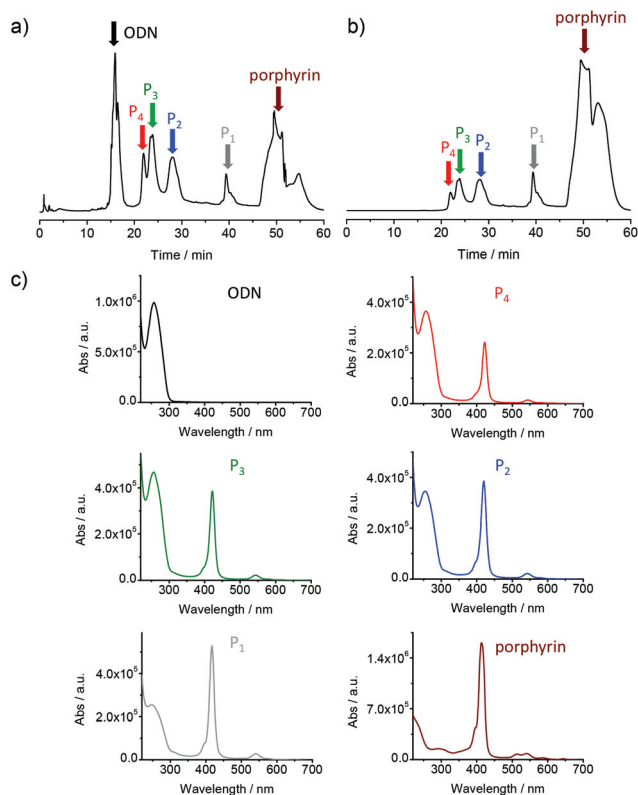 a)
ODN
P3
P4
P2
P1
porphyrin
0 10 20 30 40 50 60
Time / min
b)
porphyrin
P3
P4
P2
P1
0 10 20 30 40 50 60
Time / min
c)
ODN
1.0x10^6
5.0x10^5
0.0
Abs / a.u.
300 400 500 600 700
Wavelength / nm
P4
4.0x10^5
2.0x10^5
0.0
Abs / a.u.
300 400 500 600 700
Wavelength / nm
P3
4.0x10^5
2.0x10^5
0.0
Abs / a.u.
300 400 500 600 700
Wavelength / nm
P2
4.0x10^5
2.0x10^5
0.0
Abs / a.u.
300 400 500 600 700
Wavelength / nm
P1
4.0x10^5
2.0x10^5
0.0
Abs / a.u.
300 400 500 600 700
Wavelength / nm
porphyrin
1.4x10^6
7.0x10^5
0.0
Abs / a.u.
300 400 500 600 700
Wavelength / nm